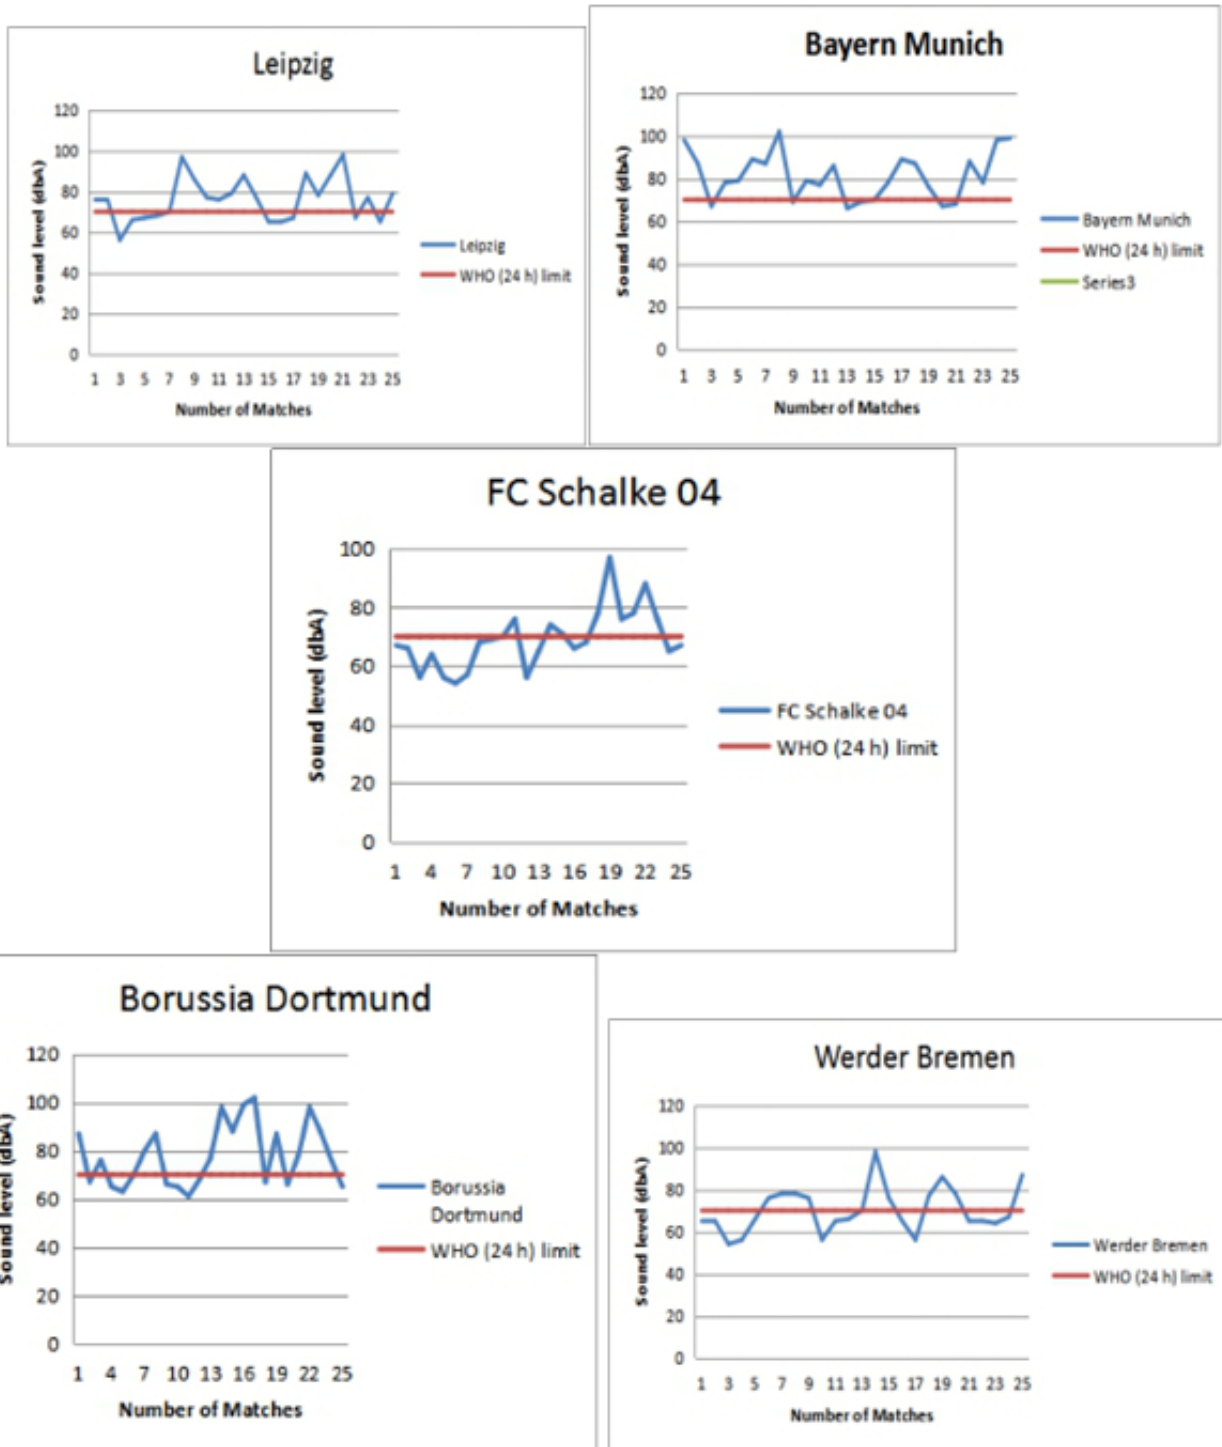 Leipzig
120
100
80
60
40
20
0
Sound level (dbA)
1 3 5 7 9 11 13 15 17 19 21 23 25
Number of Matches
Leipzig
WHO (24 h) limit
Bayern Munich
120
100
80
60
40
20
0
Sound level (dbA)
1 3 5 7 9 11 13 15 17 19 21 23 25
Number of Matches
Bayern Munich
WHO (24 h) limit
Series3
FC Schalke 04
100
80
60
40
20
0
Sound level (dbA)
1 4 7 10 13 16 19 22 25
Number of Matches
FC Schalke 04
WHO (24 h) limit
Borussia Dortmund
120
100
80
60
40
20
0
Sound level (dbA)
1 4 7 10 13 16 19 22 25
Number of Matches
Borussia
Dortmund
WHO (24 h) limit
Werder Bremen
120
100
80
60
40
20
0
Sound level (dbA)
1 3 5 7 9 11 13 15 17 19 21 23 25
Number of Matches
Werder Bremen
WHO (24 h) limit